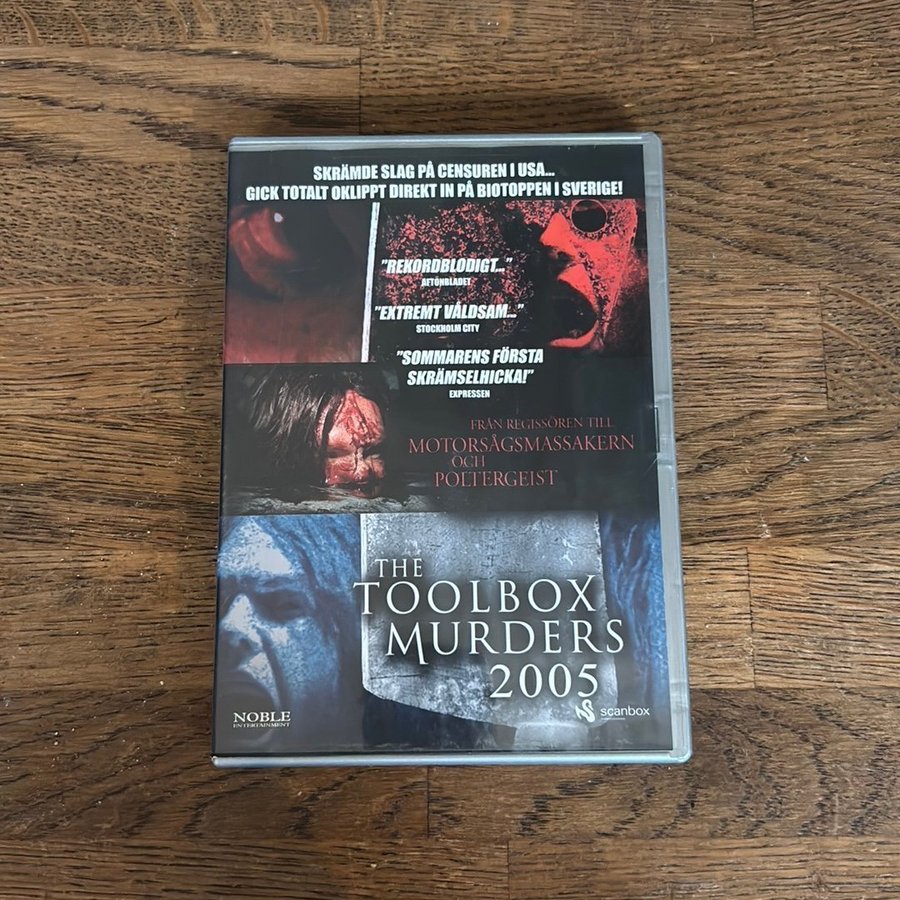 SKRÄMDE SLAG PÅ CENSUREN I USA...
GICK TOTALT OKLIPPT DIREKT IN PÅ BIOTOPPEN I SVERIGE!
"REKORDBLODIGT..."
AFTONBLADET
"EXTREMT VÅLDSAM..."
STOCKHOLM CITY
"SOMMARENS FÖRSTA
SKRÄMSELHICKA!"
EXPRESSEN
FRÅN REGISSÖREN TILL
MOTORSÅGSMASSAKERN
OCH
POLTERGEIST
THE
TOOLBOX
MURDERS
2005
NOBLE
ENTERTAINMENT
scanbox